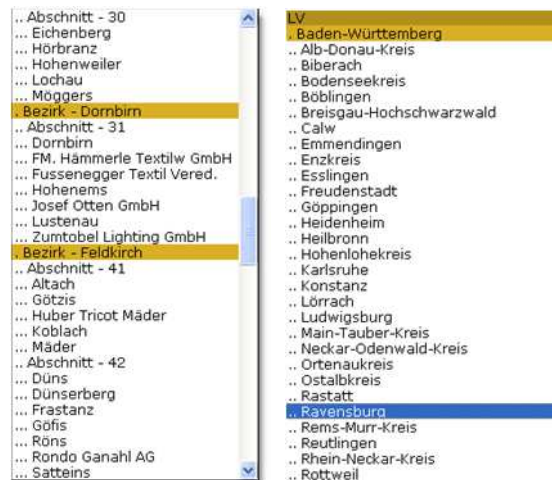 .. Abschnitt - 30
... Eichenberg
... Hörbranz
... Hohenweiler
... Lochau
... Möggers
. Bezirk - Dornbirn
.. Abschnitt - 31
... Dornbirn
... FM. Hämmerle Textilw GmbH
... Fussenegger Textil Vered.
... Hohenems
... Josef Otten GmbH
... Lustenau
... Zumtobel Lighting GmbH
. Bezirk - Feldkirch
.. Abschnitt - 41
... Altach
... Götzis
... Huber Tricot Mäder
... Koblach
... Mäder
.. Abschnitt - 42
... Düns
... Dünserberg
... Frastanz
... Göfis
... Röns
... Rondo Ganahl AG
... Satteins
LV
. Baden-Württemberg
.. Alb-Donau-Kreis
.. Biberach
.. Bodenseekreis
.. Böblingen
.. Breisgau-Hochschwarzwald
.. Calw
.. Emmendingen
.. Enzkreis
.. Esslingen
.. Freudenstadt
.. Göppingen
.. Heidenheim
.. Heilbronn
.. Hohenlohekreis
.. Karlsruhe
.. Konstanz
.. Lörrach
.. Ludwigsburg
.. Main-Tauber-Kreis
.. Neckar-Odenwald-Kreis
.. Ortenaukreis
.. Ostalbkreis
.. Rastatt
.. Ravensburg
.. Rems-Murr-Kreis
.. Reutlingen
.. Rhein-Neckar-Kreis
.. Rottweil